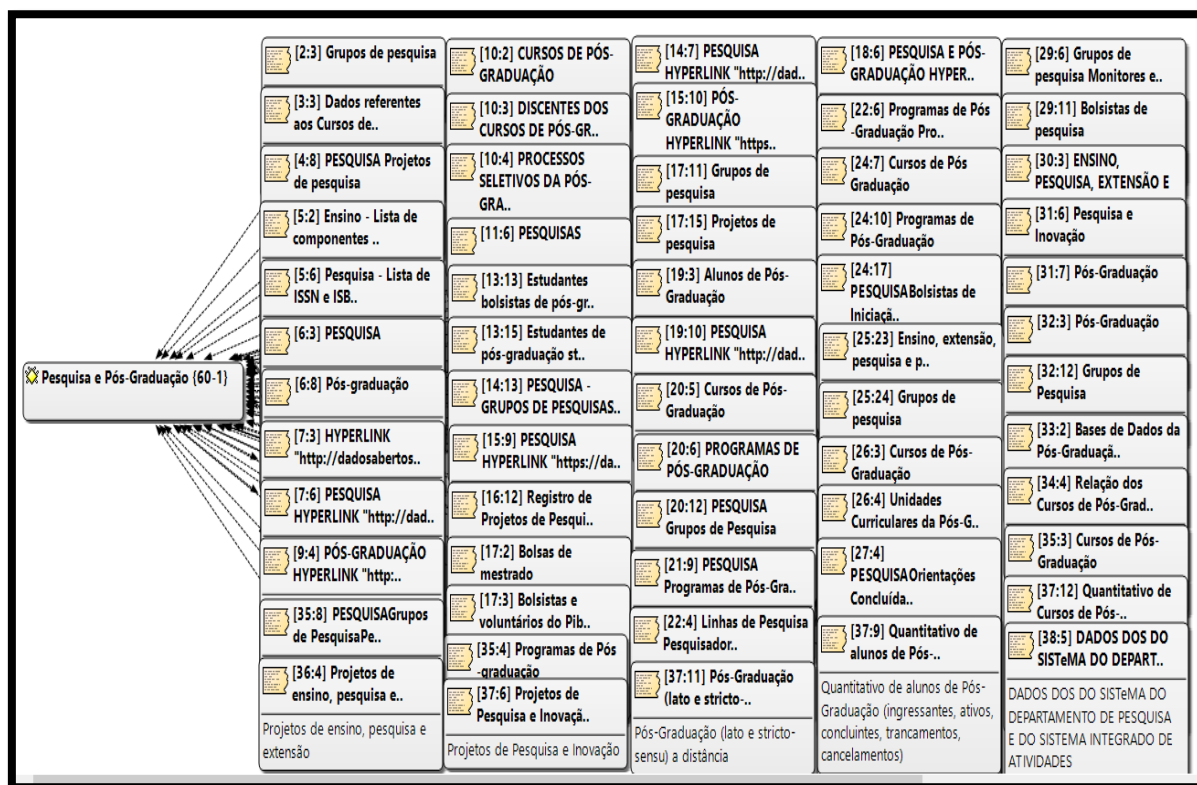 Pesquisa e Pós-Graduação {60-1}
[2:3] Grupos de pesquisa
[3:3] Dados referentes
aos Cursos de..
[4:8] PESQUISA Projetos
de pesquisa
[5:2] Ensino - Lista de
componentes ..
[5:6] Pesquisa - Lista de
ISSN e ISB..
[6:3] PESQUISA
[6:8] Pós-graduação
[7:3] HYPERLINK
"http://dadosabertos...
[7:6] PESQUISA
HYPERLINK "http://dad..
[9:4] PÓS-GRADUAÇÃO
HYPERLINK "http:..
[35:8] PESQUISAGrupos
de PesquisaPe..
[36:4] Projetos de
ensino, pesquisa e..
Projetos de ensino, pesquisa e
extensão
[10:2] CURSOS DE PÓS-
GRADUAÇÃO
[10:3] DISCENTES DOS
CURSOS DE PÓS-GR..
[10:4] PROCESSOS
SELETIVOS DA PÓS-
GRA..
[11:6] PESQUISAS
[13:13] Estudantes
bolsistas de pós-gr..
[13:15] Estudantes de
pós-graduação st..
[14:13] PESQUISA -
GRUPOS DE PESQUISAS..
[15:9] PESQUISA
HYPERLINK "https://da..
[16:12] Registro de
Projetos de Pesqui..
[17:2] Bolsas de
mestrado
[17:3] Bolsistas e
voluntários do Pib..
[35:4] Programas de Pós
-graduação
[37:6] Projetos de
Pesquisa e Inovaçã..
Projetos de Pesquisa e Inovação
[14:7] PESQUISA
HYPERLINK "http://dad..
[15:10] PÓS-
GRADUAÇÃO
HYPERLINK "https..
[17:11] Grupos de
pesquisa
[17:15] Projetos de
pesquisa
[19:3] Alunos de Pós-
Graduação
[19:10] PESQUISA
HYPERLINK "http://dad..
[20:5] Cursos de Pós-
Graduação
[20:6] PROGRAMAS DE
PÓS-GRADUAÇÃO
[20:12] PESQUISA
Grupos de Pesquisa
[21:9] PESQUISA
Programas de Pós-Gra..
[22:4] Linhas de Pesquisa
Pesquisador..
[37:11] Pós-Graduação
(lato e stricto-..
Pós-Graduação (lato e stricto-
sensu) a distância
[18:6] PESQUISA E PÓS-
GRADUAÇÃO HYPER..
[22:6] Programas de Pós
-Graduação Pro..
[24:7] Cursos de Pós
Graduação
[24:10] Programas de
Pós-Graduação
[24:17]
PESQUISABolsistas de
Iniciaçã..
[25:23] Ensino, extensão,
pesquisa e p..
[25:24] Grupos de
pesquisa
[26:3] Cursos de Pós-
Graduação
[26:4] Unidades
Curriculares da Pós-G..
[27:4]
PESQUISAOrientações
Concluída..
[37:9] Quantitativo de
alunos de Pós-..
Quantitativo de alunos de Pós-
Graduação (ingressantes, ativos,
concluintes, trancamentos,
cancelamentos)
[29:6] Grupos de
pesquisa Monitores e..
[29:11] Bolsistas de
pesquisa
[30:3] ENSINO,
PESQUISA, EXTENSÃO E
[31:6] Pesquisa e
Inovação
[31:7] Pós-Graduação
[32:3] Pós-Graduação
[32:12] Grupos de
Pesquisa
[33:2] Bases de Dados da
Pós-Graduaçã..
[34:4] Relação dos
Cursos de Pós-Grad..
[35:3] Cursos de Pós-
Graduação
[37:12] Quantitativo de
Cursos de Pós-..
[38:5] DADOS DOS DO
SISTeMA DO DEPART..
DADOS DOS DO SISTeMA DO
DEPARTAMENTO DE PESQUISA
E DO SISTEMA INTEGRADO DE
ATIVIDADES